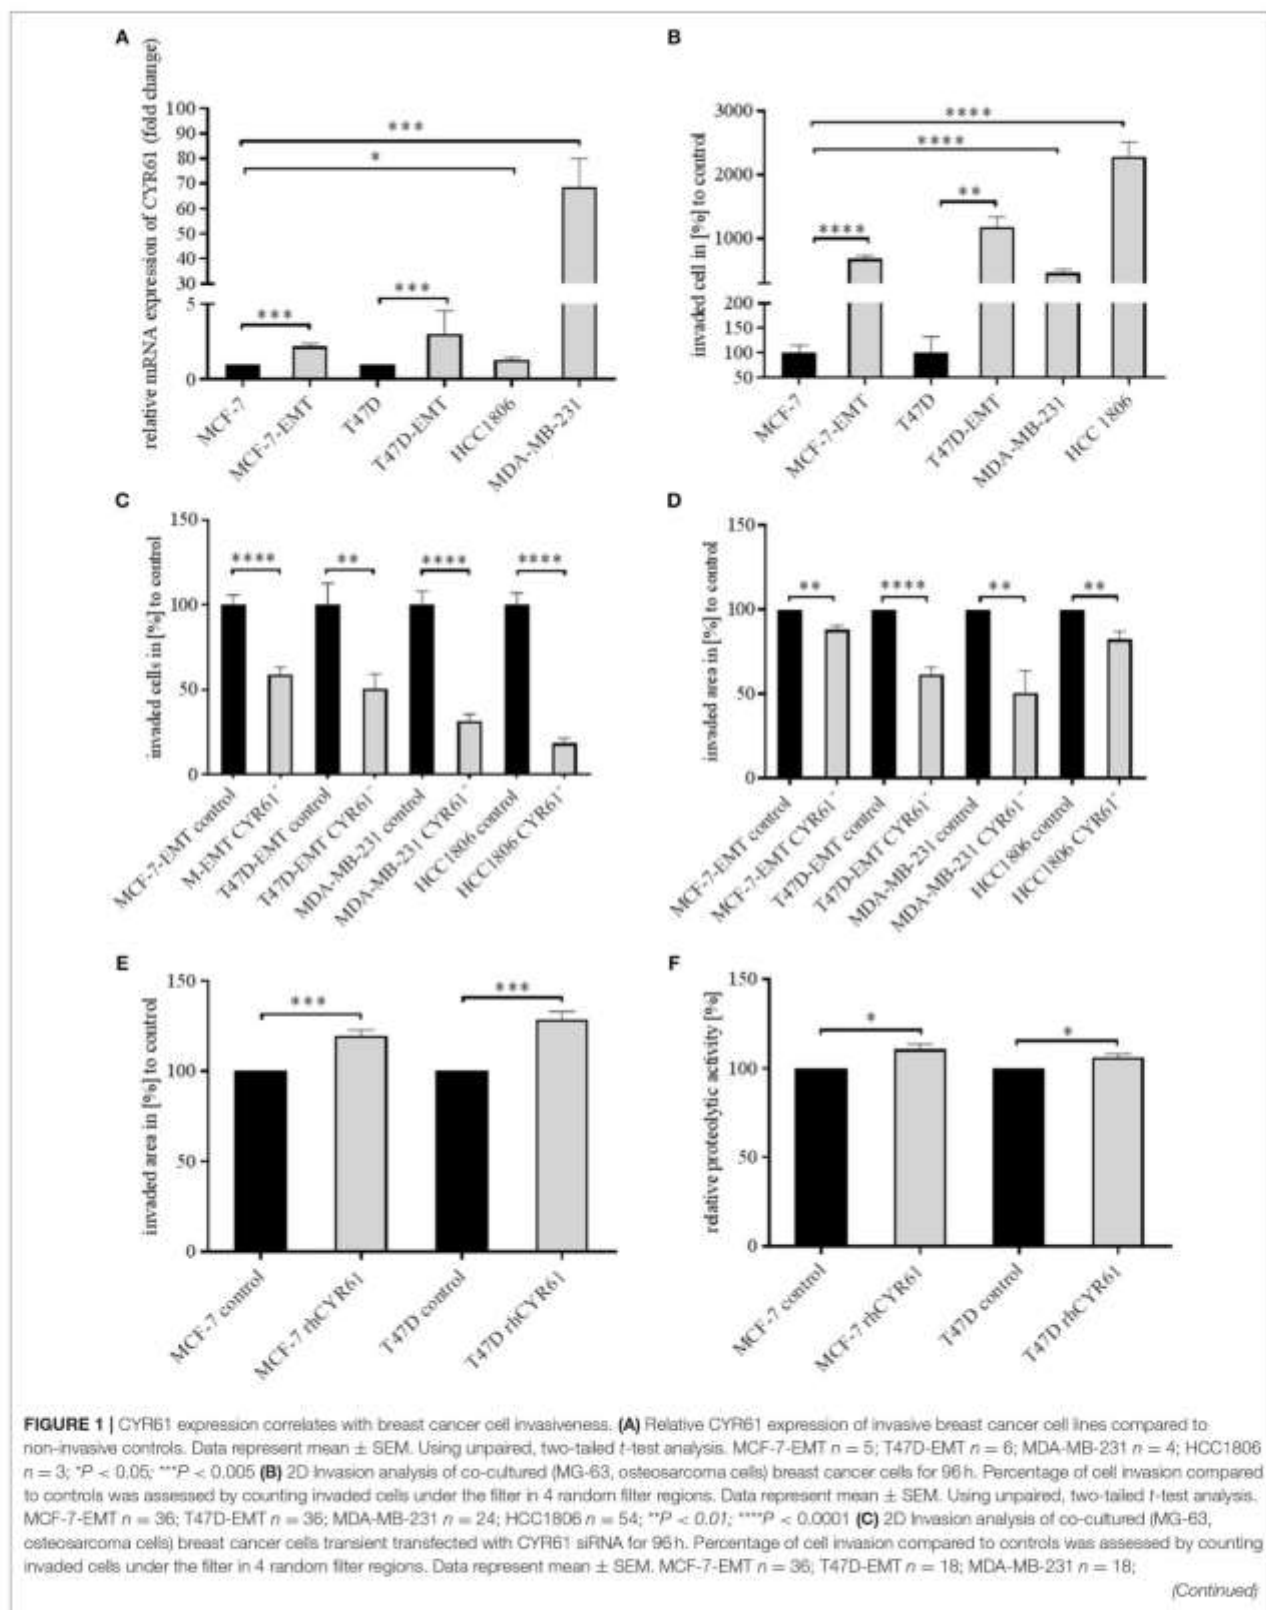 A
relative mRNA expression of CYR61 (fold change)
100
90
80
70
60
50
40
30
5
0
***
*
***
***
MCF-7
MCF-7-EMT
T47D
T47D-EMT
HCC1806
MDA-MB-231
B
invaded cell in [%] to control
3000
2000
1000
200
150
100
50
****
****
**
****
MCF-7
MCF-7-EMT
T47D
T47D-EMT
MDA-MB-231
HCC 1806
C
invaded cells in [%] to control
150
100
50
0
****
**
****
****
MCF-7-EMT control
M-EMT CYR61-
T47D-EMT control
T47D-EMT CYR61-
MDA-MB-231 control
MDA-MB-231 CYR61-
HCC1806 control
HCC1806 CYR61-
D
invaded area in [%] to control
150
100
50
0
**
****
**
**
MCF-7-EMT control
MCF-7-EMT CYR61-
T47D-EMT control
T47D-EMT CYR61-
MDA-MB-231 control
MDA-MB-231 CYR61-
HCC1806 control
HCC1806 CYR61-
E
invaded area in [%] to control
150
100
50
0
***
***
MCF-7 control
MCF-7 rhCYR61
T47D control
T47D rhCYR61
F
relative proteolytic activity [%]
150
100
50
0
*
*
MCF-7 control
MCF-7 rhCYR61
T47D control
T47D rhCYR61
FIGURE 1 | CYR61 expression correlates with breast cancer cell invasiveness. (A) Relative CYR61 expression of invasive breast cancer cell lines compared to
non-invasive controls. Data represent mean ± SEM. Using unpaired, two-tailed t-test analysis. MCF-7-EMT n = 5; T47D-EMT n = 6; MDA-MB-231 n = 4; HCC1806
n = 3; *P < 0.05; ***P < 0.005 (B) 2D Invasion analysis of co-cultured (MG-63, osteosarcoma cells) breast cancer cells for 96 h. Percentage of cell invasion compared
to controls was assessed by counting invaded cells under the filter in 4 random filter regions. Data represent mean ± SEM. Using unpaired, two-tailed t-test analysis.
MCF-7-EMT n = 36; T47D-EMT n = 36; MDA-MB-231 n = 24; HCC1806 n = 54; **P < 0.01; ****P < 0.0001 (C) 2D Invasion analysis of co-cultured (MG-63,
osteosarcoma cells) breast cancer cells transient transfected with CYR61 siRNA for 96 h. Percentage of cell invasion compared to controls was assessed by counting
invaded cells under the filter in 4 random filter regions. Data represent mean ± SEM. MCF-7-EMT n = 36; T47D-EMT n = 18; MDA-MB-231 n = 18;
(Continued)